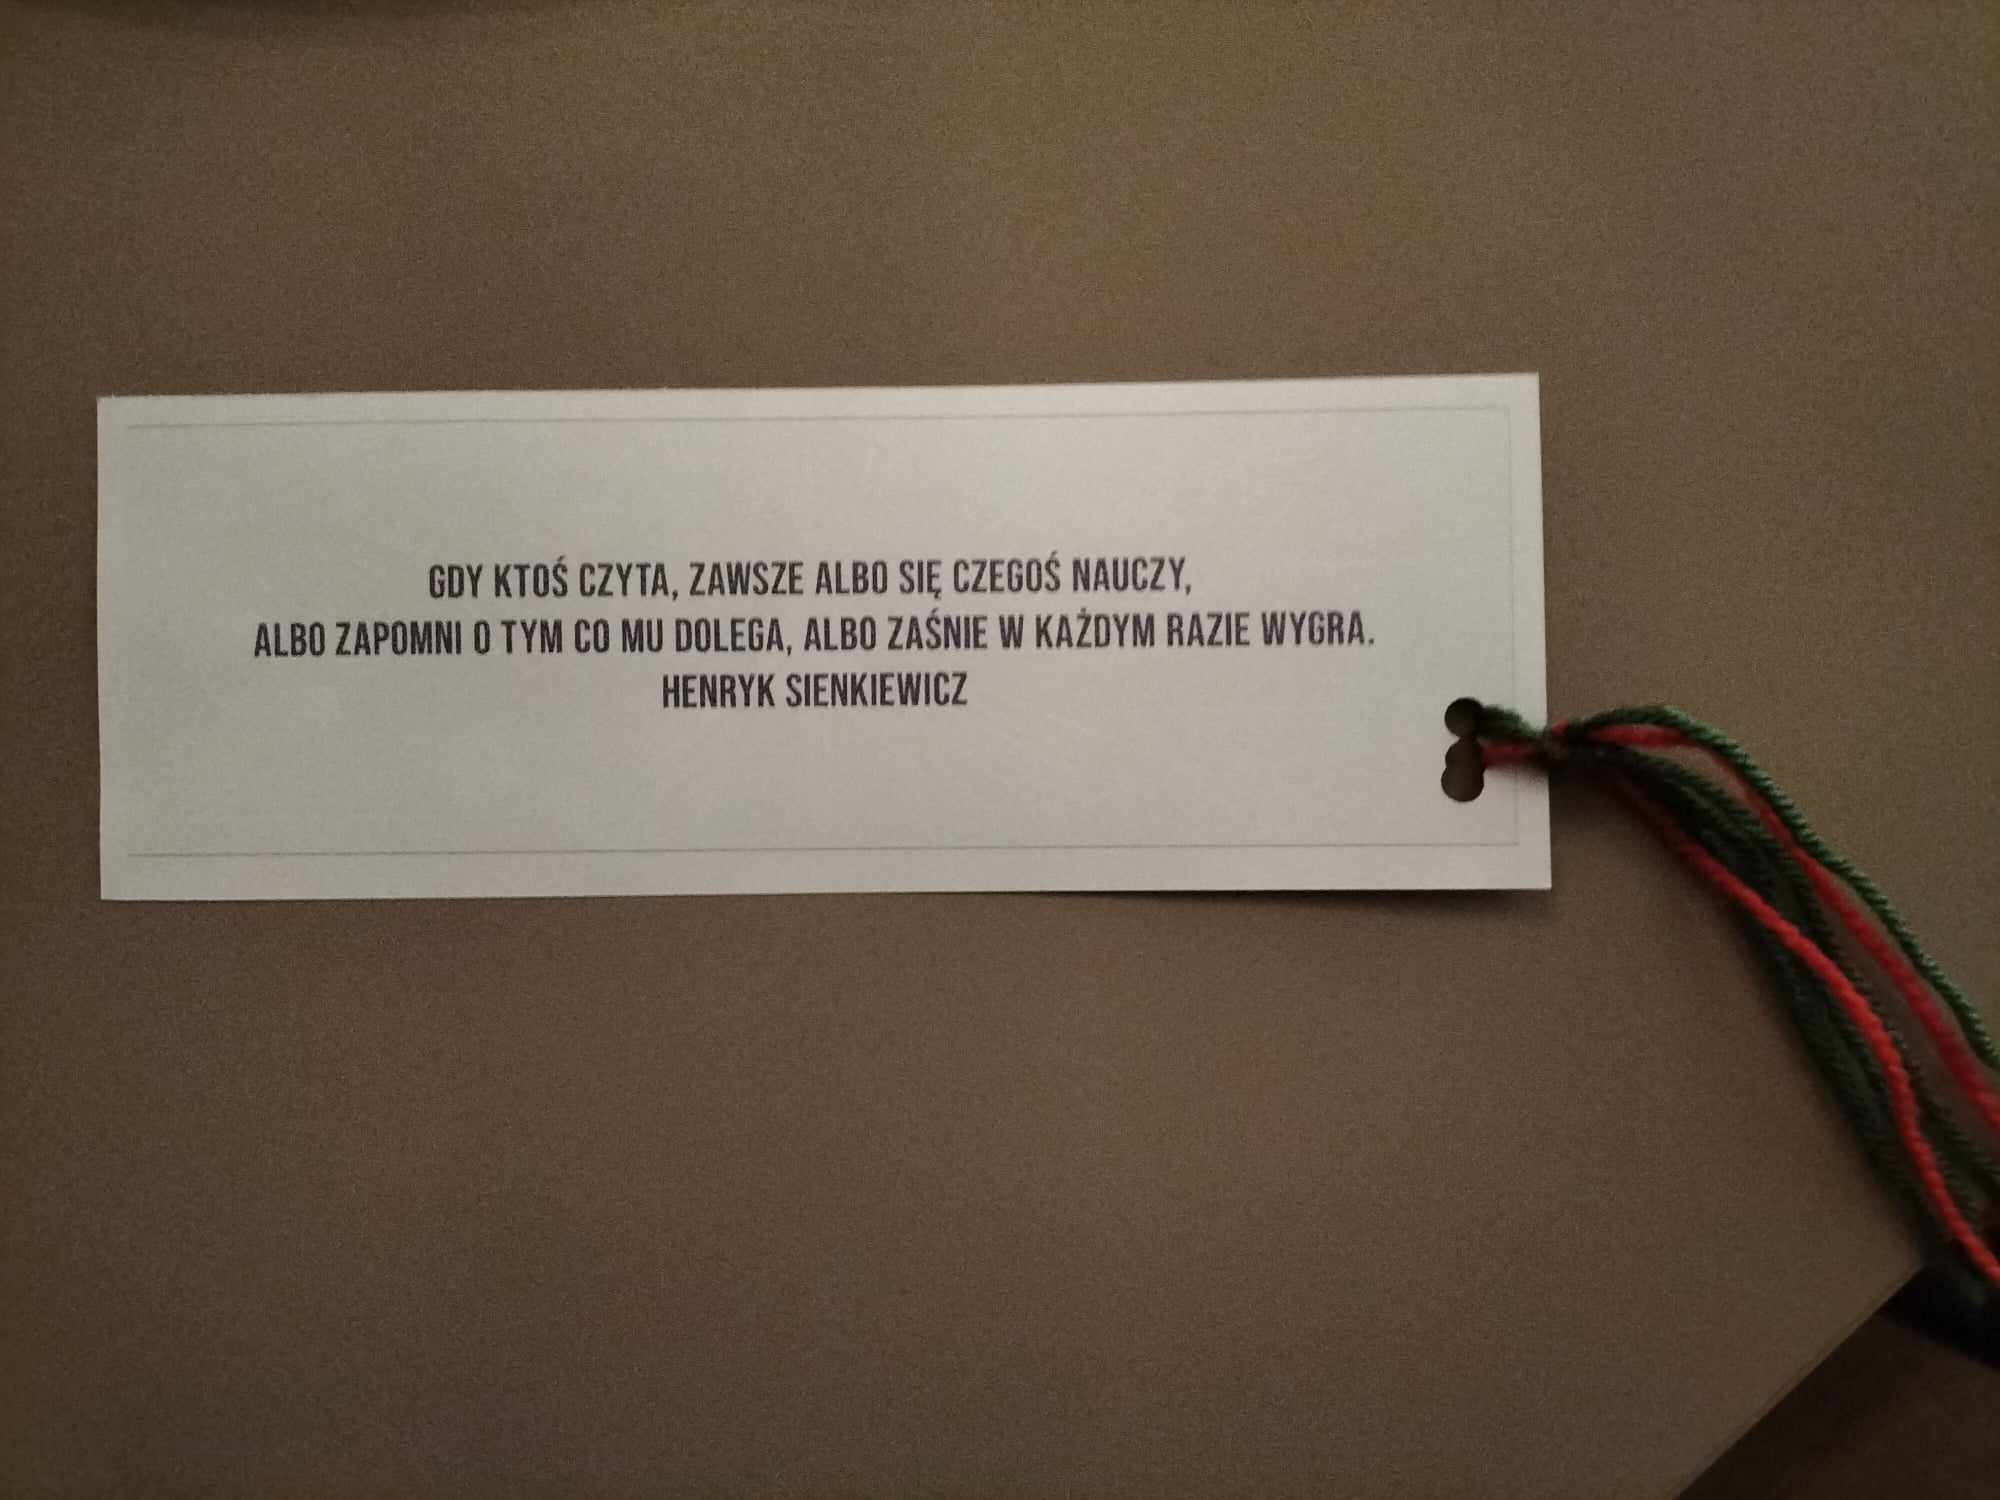 GDY KTOŚ CZYTA, ZAWSZE ALBO SIĘ CZEGOŚ NAUCZY,
ALBO ZAPOMNI O TYM CO MU DOLEGA, ALBO ZAŚNIE W KAŻDYM RAZIE WYGRA.
HENRYK SIENKIEWICZ